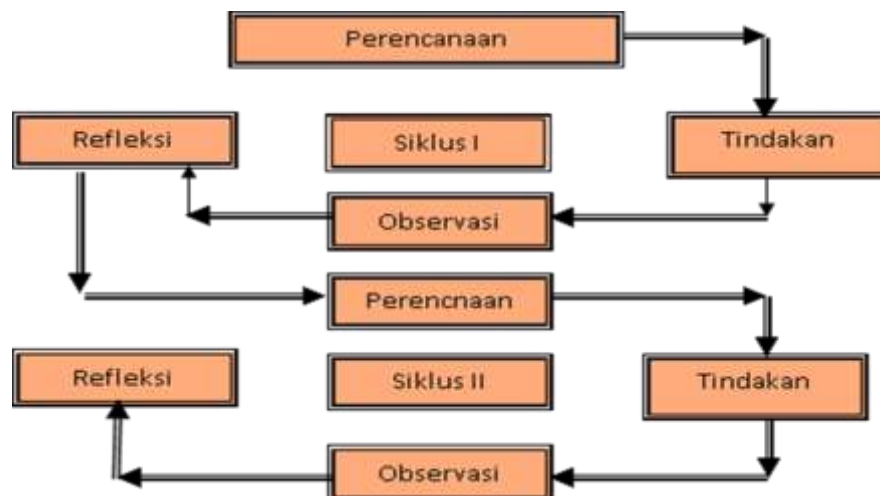 Perencanaan
Refleksi
Siklus I
Tindakan
Observasi
Perencnaan
Refleksi
Siklus II
Tindakan
Observasi